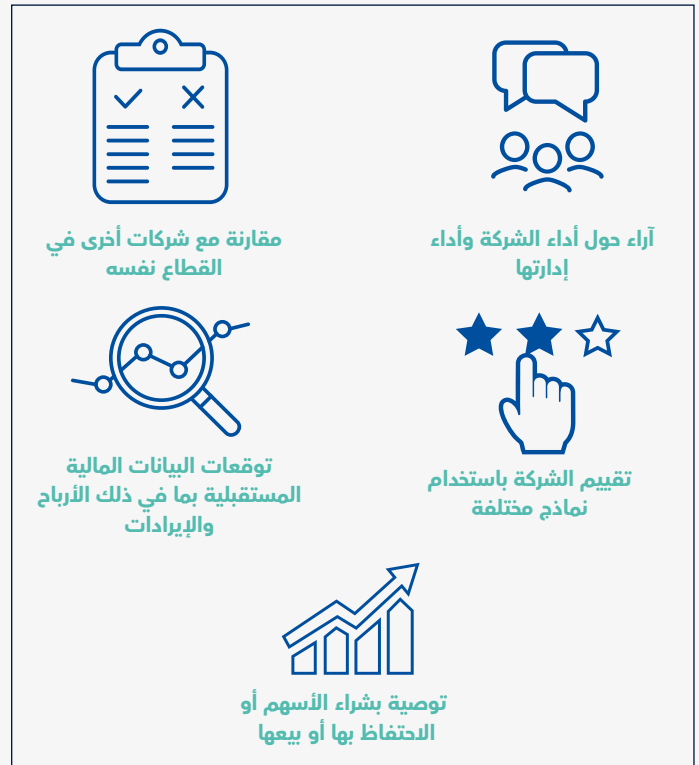 آراء حول أداء الشركة وأداء
إدارتها
مقارنة مع شركات أخرى في
القطاع نفسه
تقييم الشركة باستخدام
نماذج مختلفة
توقعات البيانات المالية
المستقبلية بما في ذلك الأرباح
والإيرادات
توصية بشراء الأسهم أو
الاحتفاظ بها أو بيعها